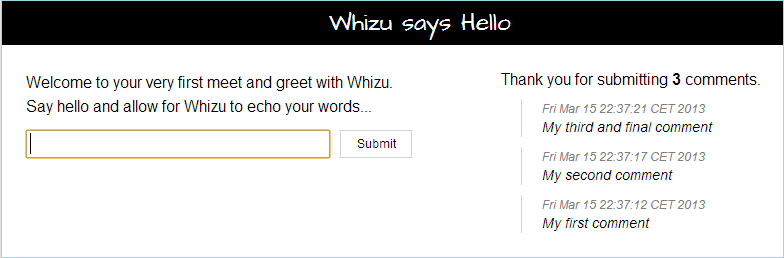 Whizu says Hello
Welcome to your very first meet and greet with Whizu.
Say hello and allow for Whizu to echo your words...
Submit
Thank you for submitting 3 comments.
Fri Mar 15 22:37:21 CET 2013
My third and final comment
Fri Mar 15 22:37:17 CET 2013
My second comment
Fri Mar 15 22:37:12 CET 2013
My first comment